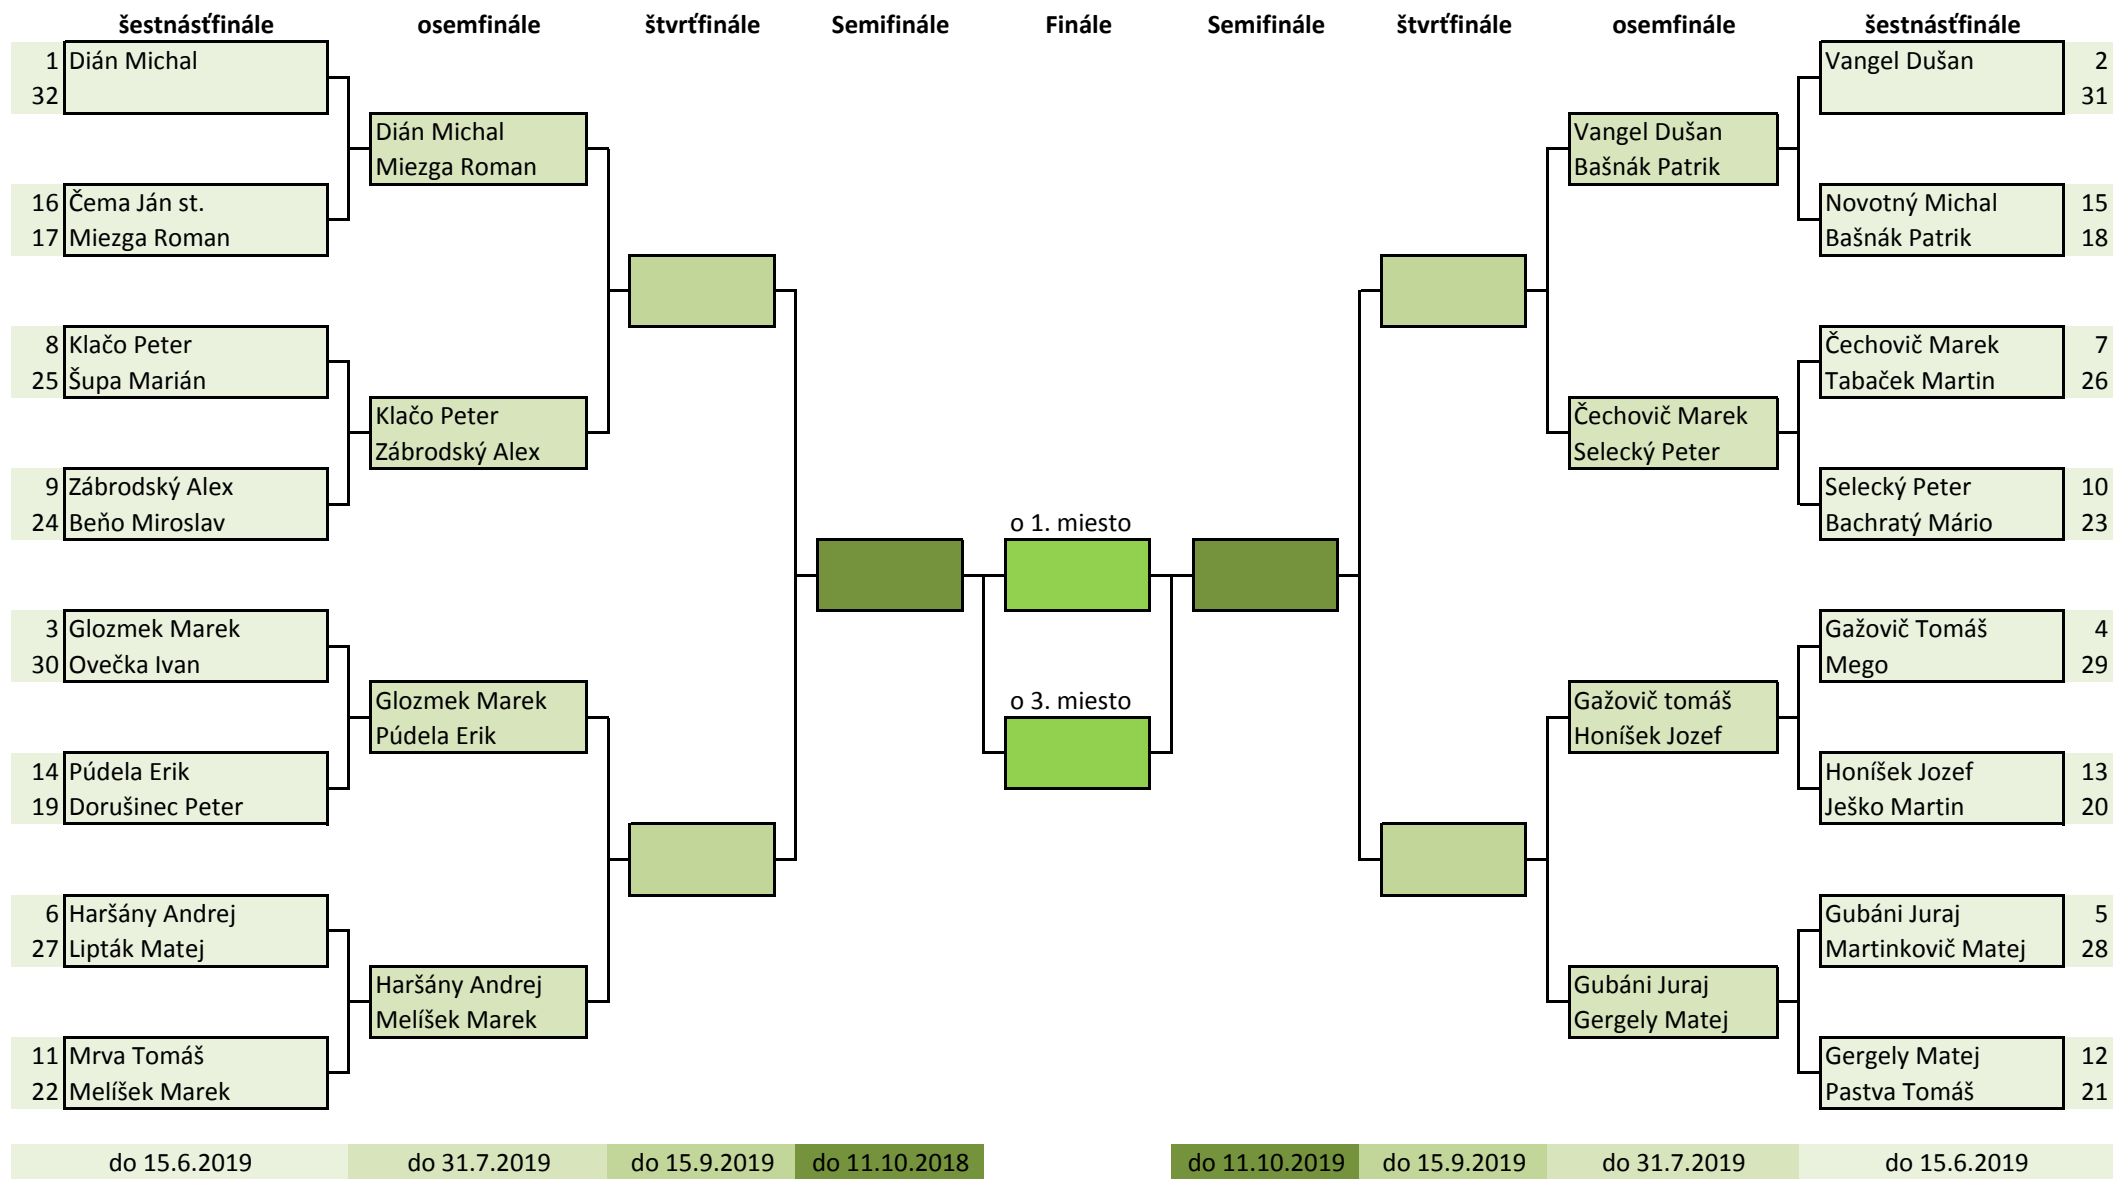 šestnásťfinále osemfinále štvrťfinále Semifinále Finále Semifinále štvrťfinále osemfinále šestnásťfinále
1 Dián Michal
32
16 Čema Ján st.
17 Miezga Roman
8 Klačo Peter
25 Šupa Marián
9 Zábrodský Alex
24 Beňo Miroslav
3 Glozmek Marek
30 Ovečka Ivan
14 Púdela Erik
19 Dorušinec Peter
6 Haršány Andrej
27 Lipták Matej
11 Mrva Tomáš
22 Melíšek Marek
Dián Michal
Miezga Roman
Klačo Peter
Zábrodský Alex
Glozmek Marek
Púdela Erik
Haršány Andrej
Melíšek Marek
o 1. miesto
o 3. miesto
Vangel Dušan
Bašnák Patrik
Čechovič Marek
Selecký Peter
Gažovič tomáš
Honíšek Jozef
Gubáni Juraj
Gergely Matej
Vangel Dušan 2
31
Novotný Michal 15
Bašnák Patrik 18
Čechovič Marek 7
Tabaček Martin 26
Selecký Peter 10
Bachratý Mário 23
Gažovič Tomáš 4
Mego 29
Honíšek Jozef 13
Ješko Martin 20
Gubáni Juraj 5
Martinkovič Matej 28
Gergely Matej 12
Pastva Tomáš 21
do 15.6.2019 do 31.7.2019 do 15.9.2019 do 11.10.2018 do 11.10.2019 do 15.9.2019 do 31.7.2019 do 15.6.2019